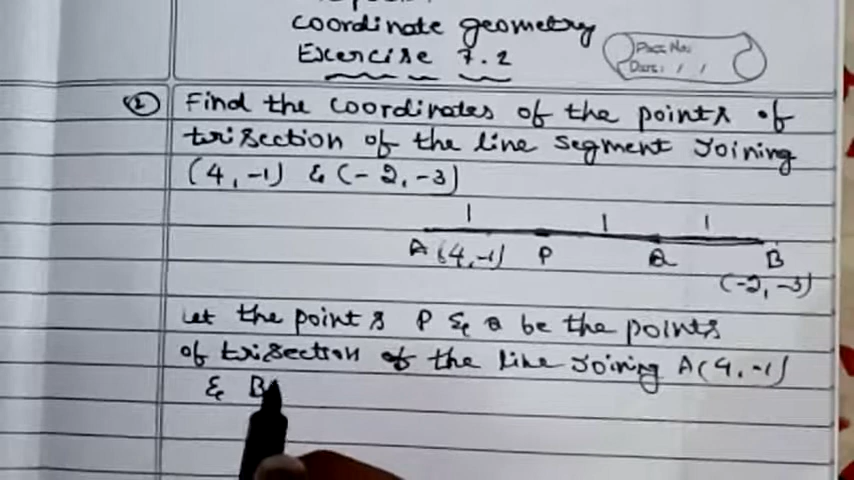 coordinate geometry
Exercise 7.2
Page No:
Date: / /
② Find the coordinates of the points of
trisection of the line segment Joining
(4,-1) & (-2,-3)
1 1 1
A (4,-1) P Q B
(-2,-3)
Let the points P & Q be the points
of trisection of the line Joining A(4,-1)
& B